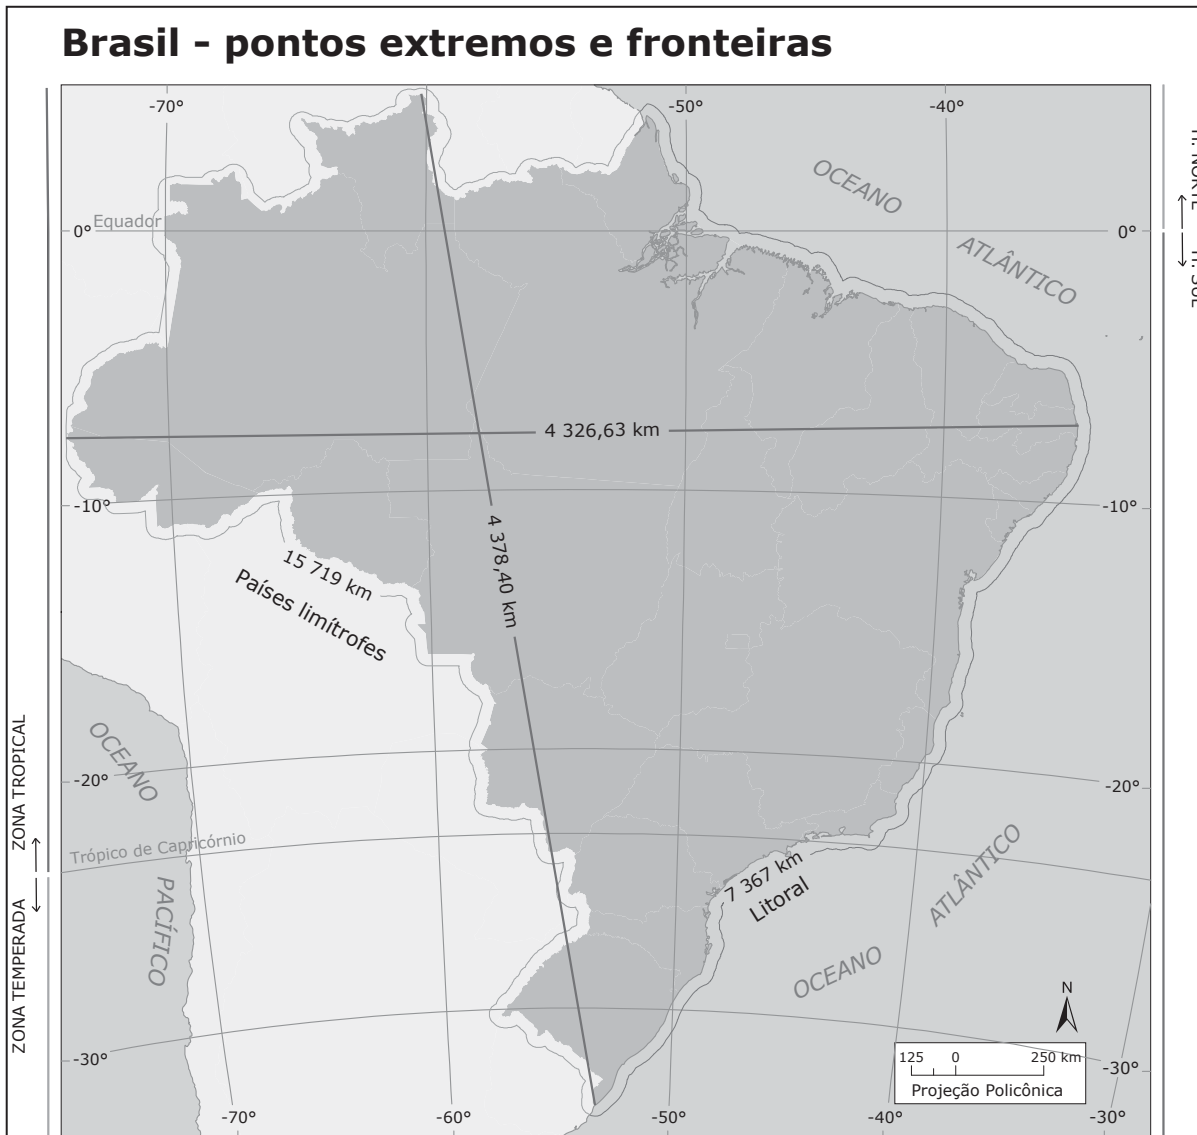 Brasil - pontos extremos e fronteiras
-70°
-50°
-40°
OCEANO
ATLÂNTICO
Equador
0°
0°
H. NORTE
H. SUL
4 326,63 km
-10°
-10°
4 378,40 km
15 719 km
Países limítrofes
ZONA TROPICAL
OCEANO
PACÍFICO
-20°
-20°
Trópico de Capricórnio
ZONA TEMPERADA
7 367 km
Litoral
OCEANO
ATLÂNTICO
N
125 0 250 km
Projeção Policônica
-30°
-30°
-70°
-60°
-50°
-40°
-30°